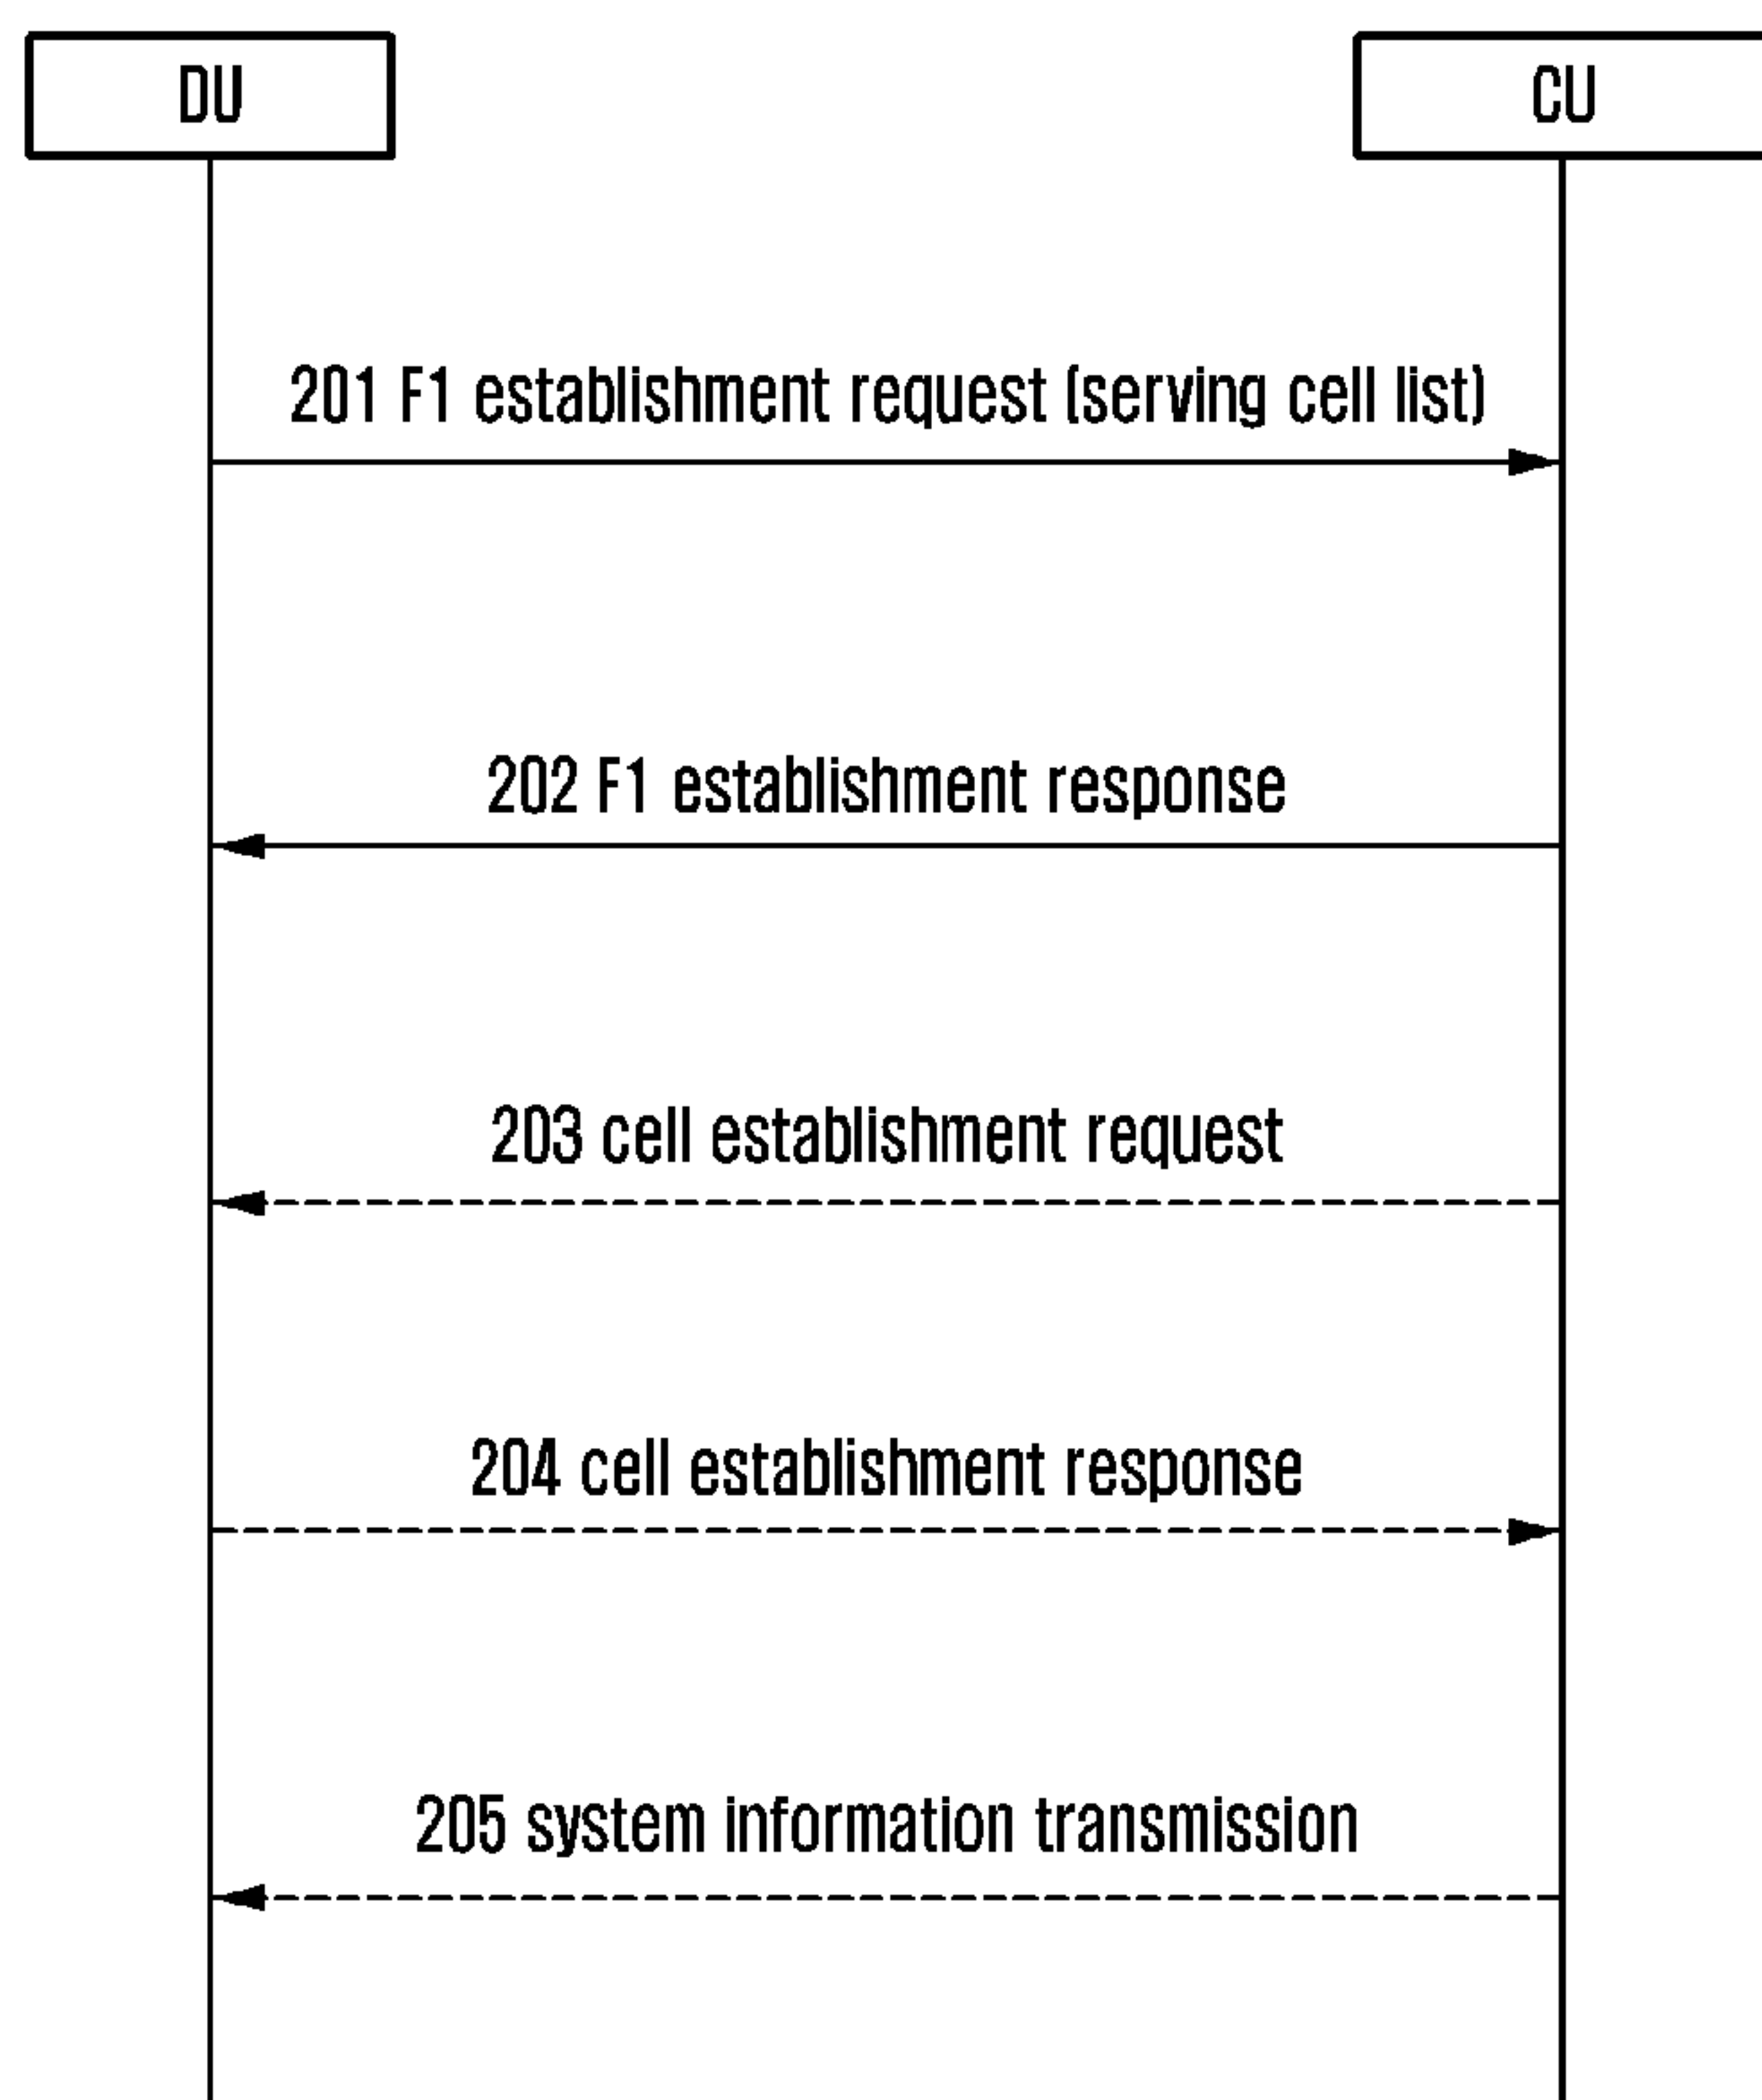 DU
CU
201 F1 establishment request (serving cell list)
202 F1 establishment response
203 cell establishment request
204 cell establishment response
205 system information transmission